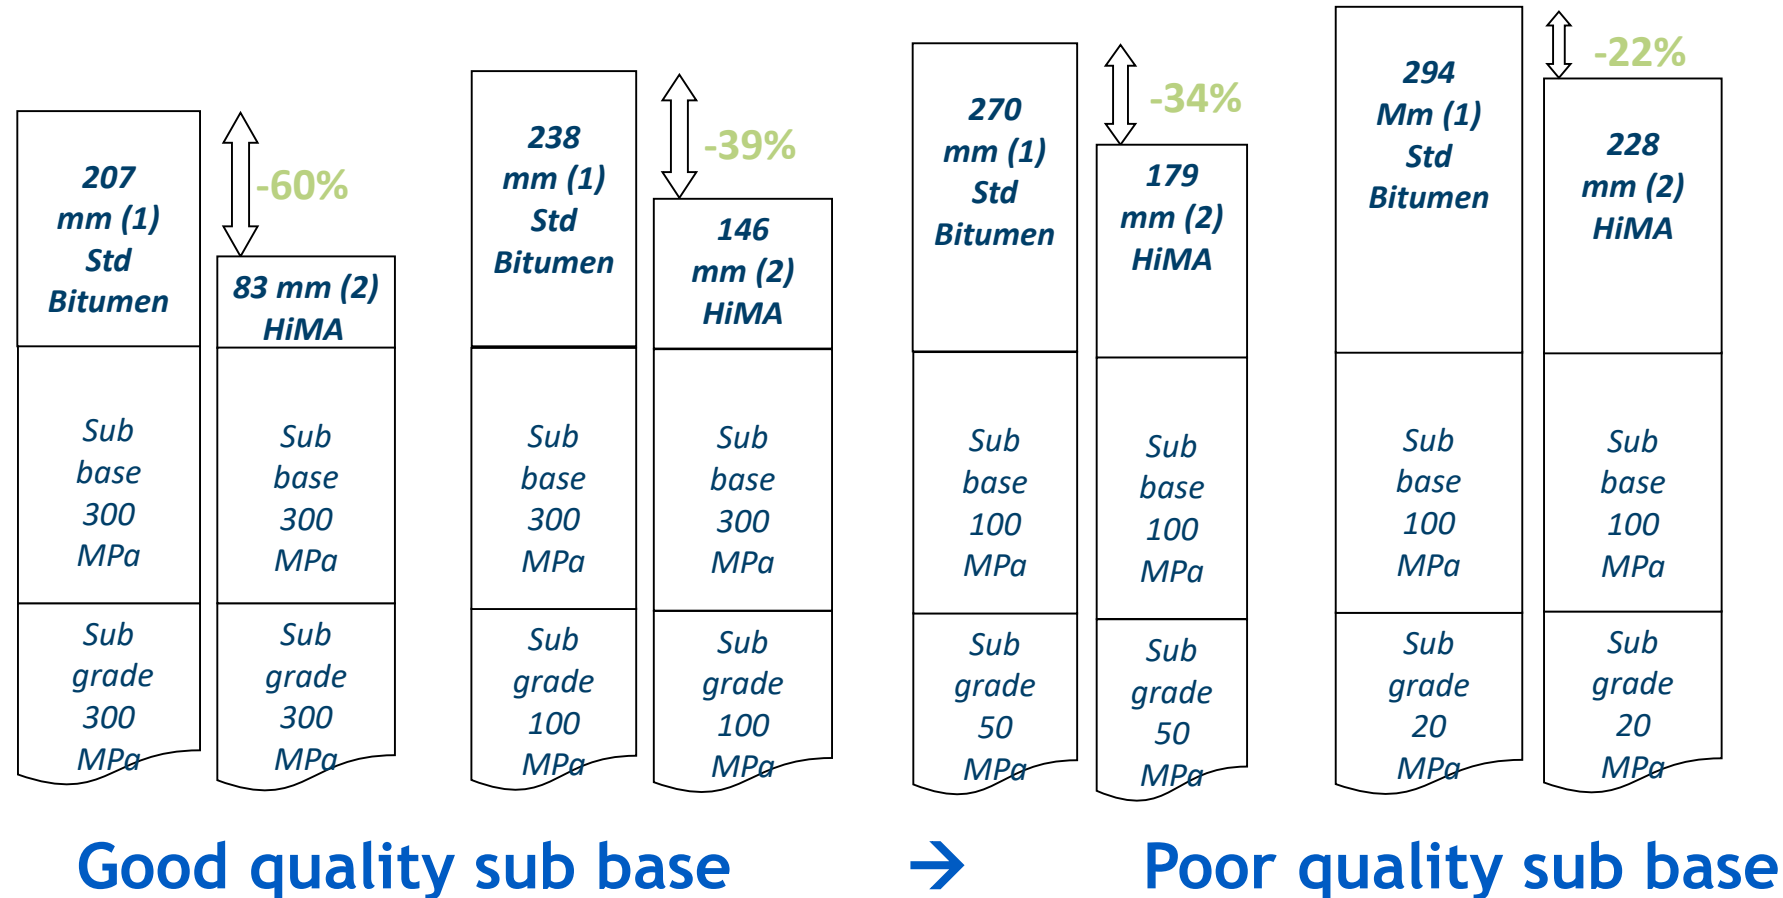 207
mm (1)
Std
Bitumen
-60%
83 mm (2)
HiMA
238
mm (1)
Std
Bitumen
-39%
146
mm (2)
HiMA
270
mm (1)
Std
Bitumen
-34%
179
mm (2)
HiMA
294
Mm (1)
Std
Bitumen
-22%
228
mm (2)
HiMA
Sub
base
300
MPa
Sub
base
300
MPa
Sub
base
300
MPa
Sub
base
300
MPa
Sub
base
100
MPa
Sub
base
100
MPa
Sub
base
100
MPa
Sub
base
100
MPa
Sub
grade
300
MPa
Sub
grade
300
MPa
Sub
grade
100
MPa
Sub
grade
100
MPa
Sub
grade
50
MPa
Sub
grade
50
MPa
Sub
grade
20
MPa
Sub
grade
20
MPa
Good quality sub base → Poor quality sub base